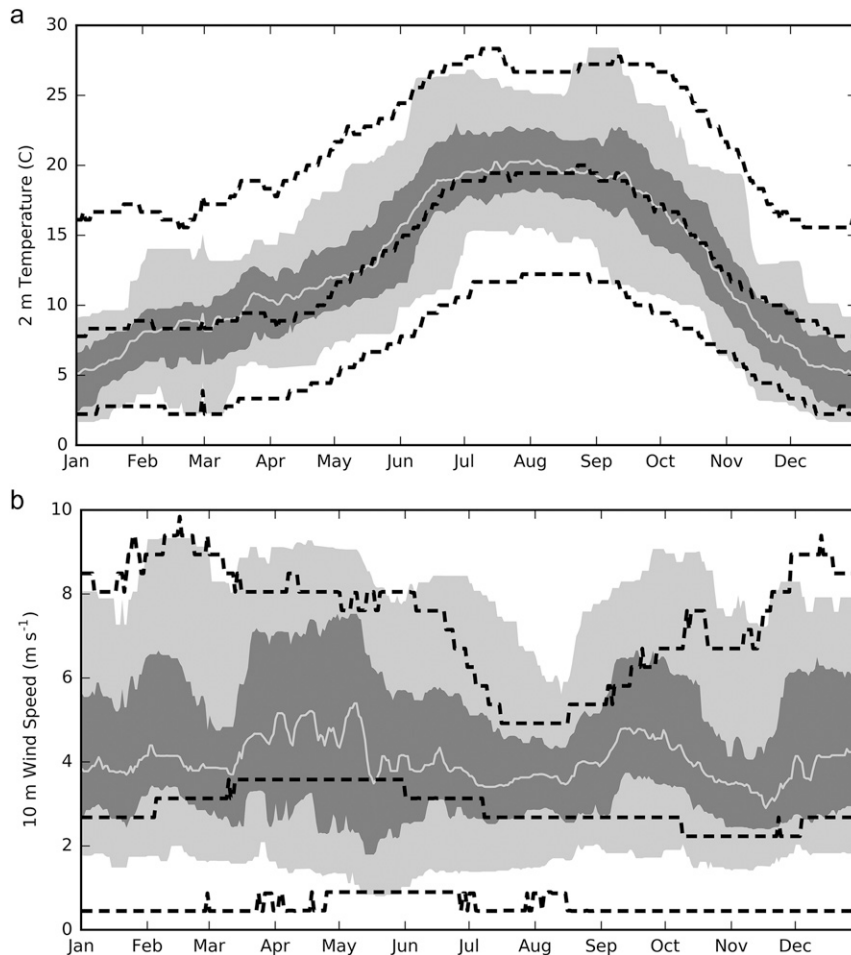 a
30
25
20
15
10
5
0
2 m Temperature (C)
Jan Feb Mar Apr May Jun Jul Aug Sep Oct Nov Dec
b
10
8
6
4
2
0
10 m Wind Speed (m s⁻¹)
Jan Feb Mar Apr May Jun Jul Aug Sep Oct Nov Dec